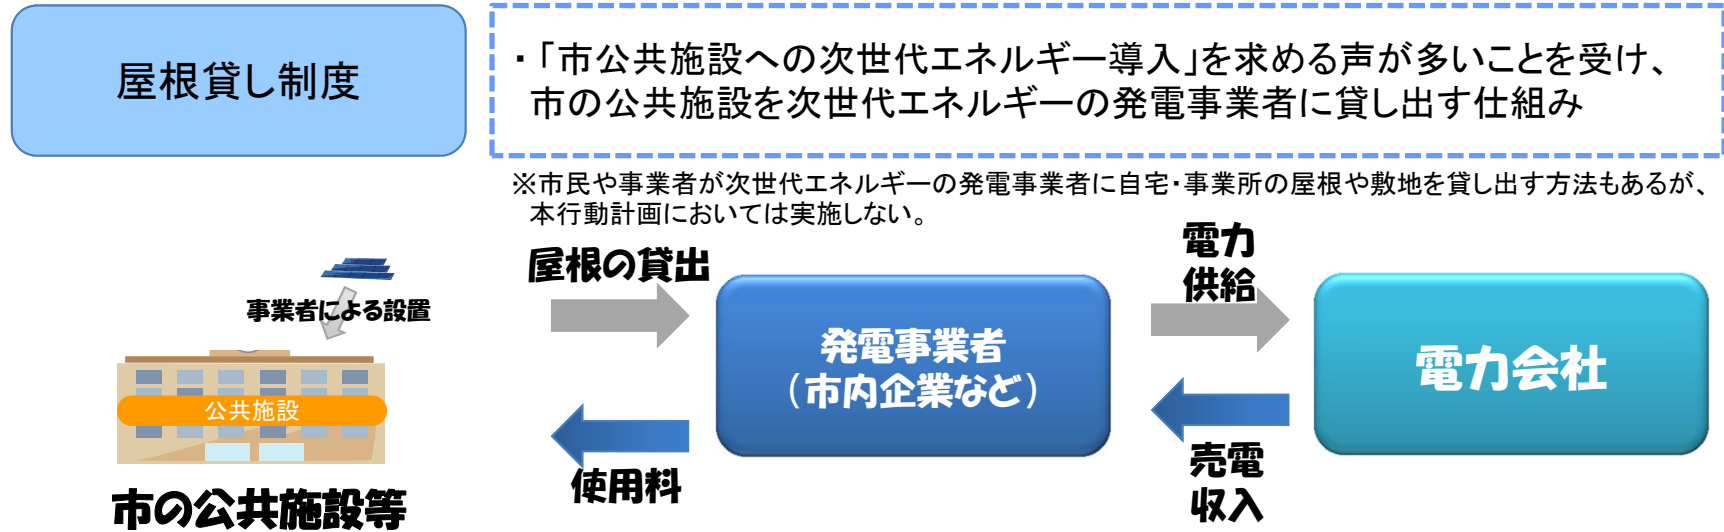 屋根貸し制度
・「市公共施設への次世代エネルギー導入」を求める声が多いことを受け、
市の公共施設を次世代エネルギーの発電事業者に貸し出す仕組み
※市民や事業者が次世代エネルギーの発電事業者に自宅・事業所の屋根や敷地を貸し出す方法もあるが、
本行動計画においては実施しない。
事業者による設置
公共施設
市の公共施設等
屋根の貸出
使用料
発電事業者
(市内企業など)
電力
供給
売電
収入
電力会社